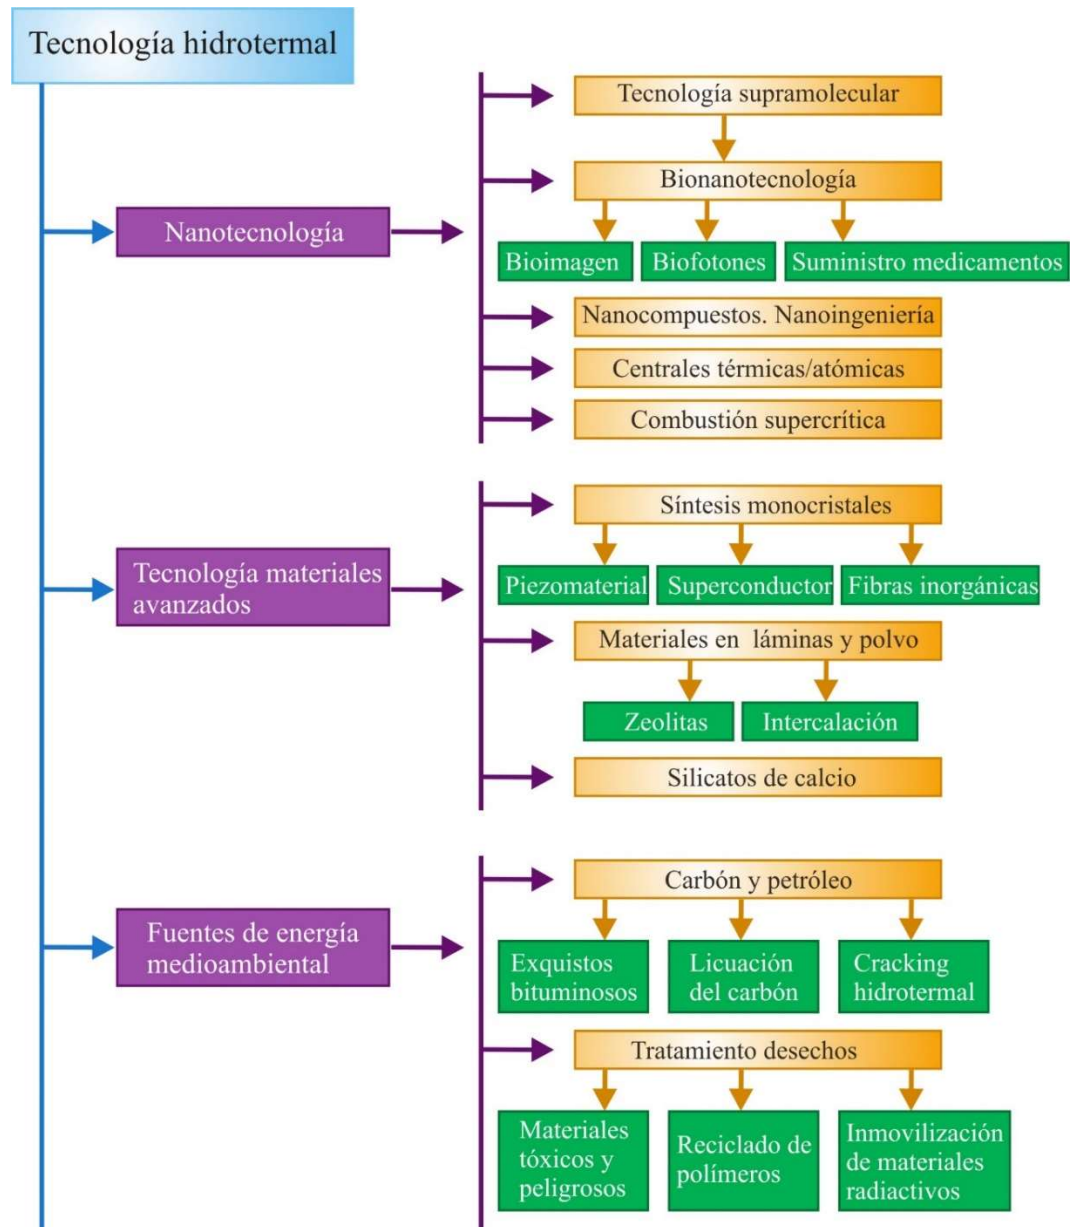 Tecnología hidrotermal
Tecnología supramolecular
Bionanotecnología
Nanotecnología
Bioimagen
Biofotones
Suministro medicamentos
Nanocompuestos. Nanoingeniería
Centrales térmicas/atómicas
Combustión supercrítica
Síntesis monocristales
Tecnología materiales
avanzados
Piezomaterial
Superconductor
Fibras inorgánicas
Materiales en láminas y polvo
Zeolitas
Intercalación
Silicatos de calcio
Carbón y petróleo
Fuentes de energía
medioambiental
Exquistos
bituminosos
Licuación
del carbón
Cracking
hidrotermal
Tratamiento desechos
Materiales
tóxicos y
peligrosos
Reciclado de
polímeros
Inmovilización
de materiales
radiactivos